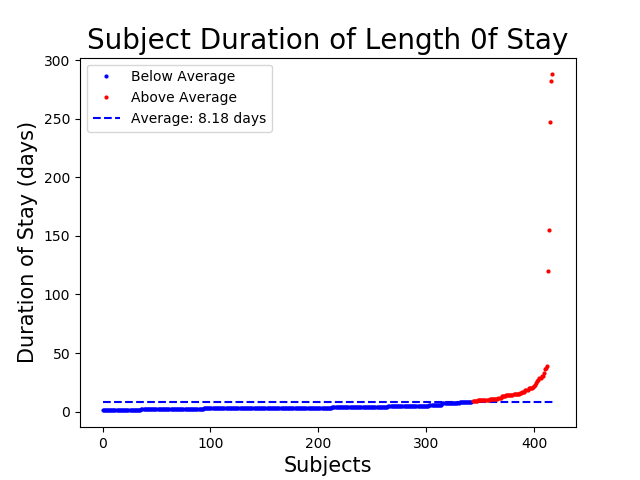 Subject Duration of Length 0f Stay
300
250
200
150
100
50
0
Duration of Stay (days)
Below Average
Above Average
Average: 8.18 days
0 100 200 300 400
Subjects